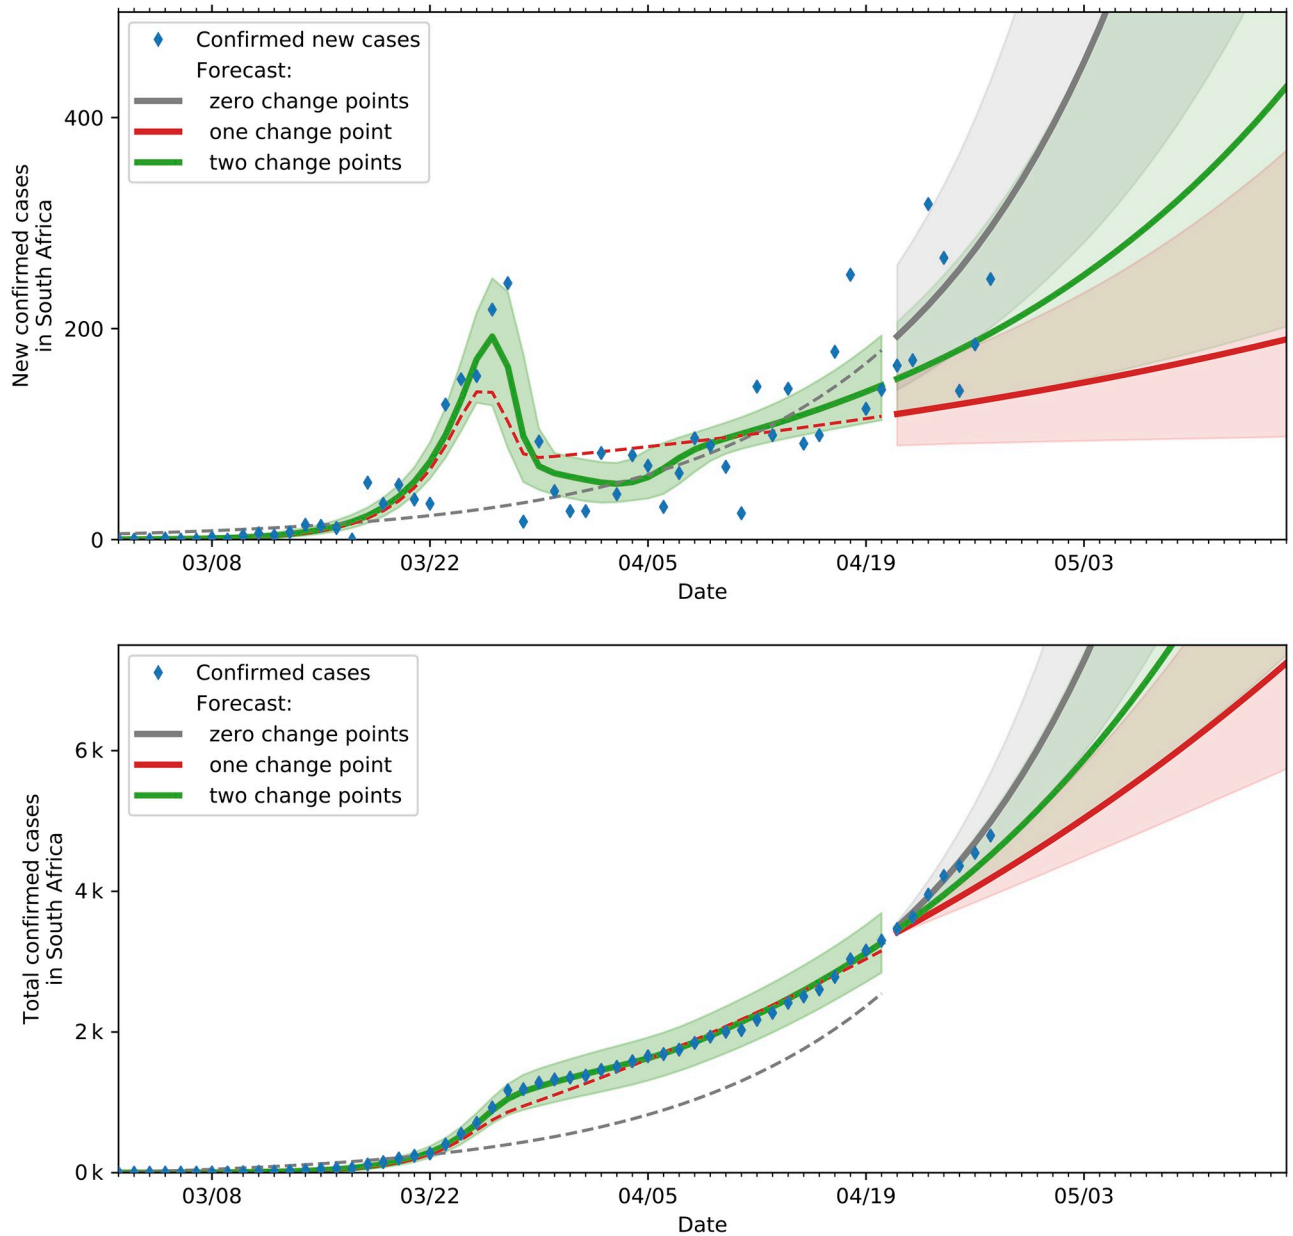 Confirmed new cases
Forecast:
zero change points
one change point
two change points
New confirmed cases
in South Africa
400
200
0
03/08
03/22
04/05
04/19
05/03
Date
Confirmed cases
Forecast:
zero change points
one change point
two change points
Total confirmed cases
in South Africa
6 k
4 k
2 k
0 k
03/08
03/22
04/05
04/19
05/03
Date